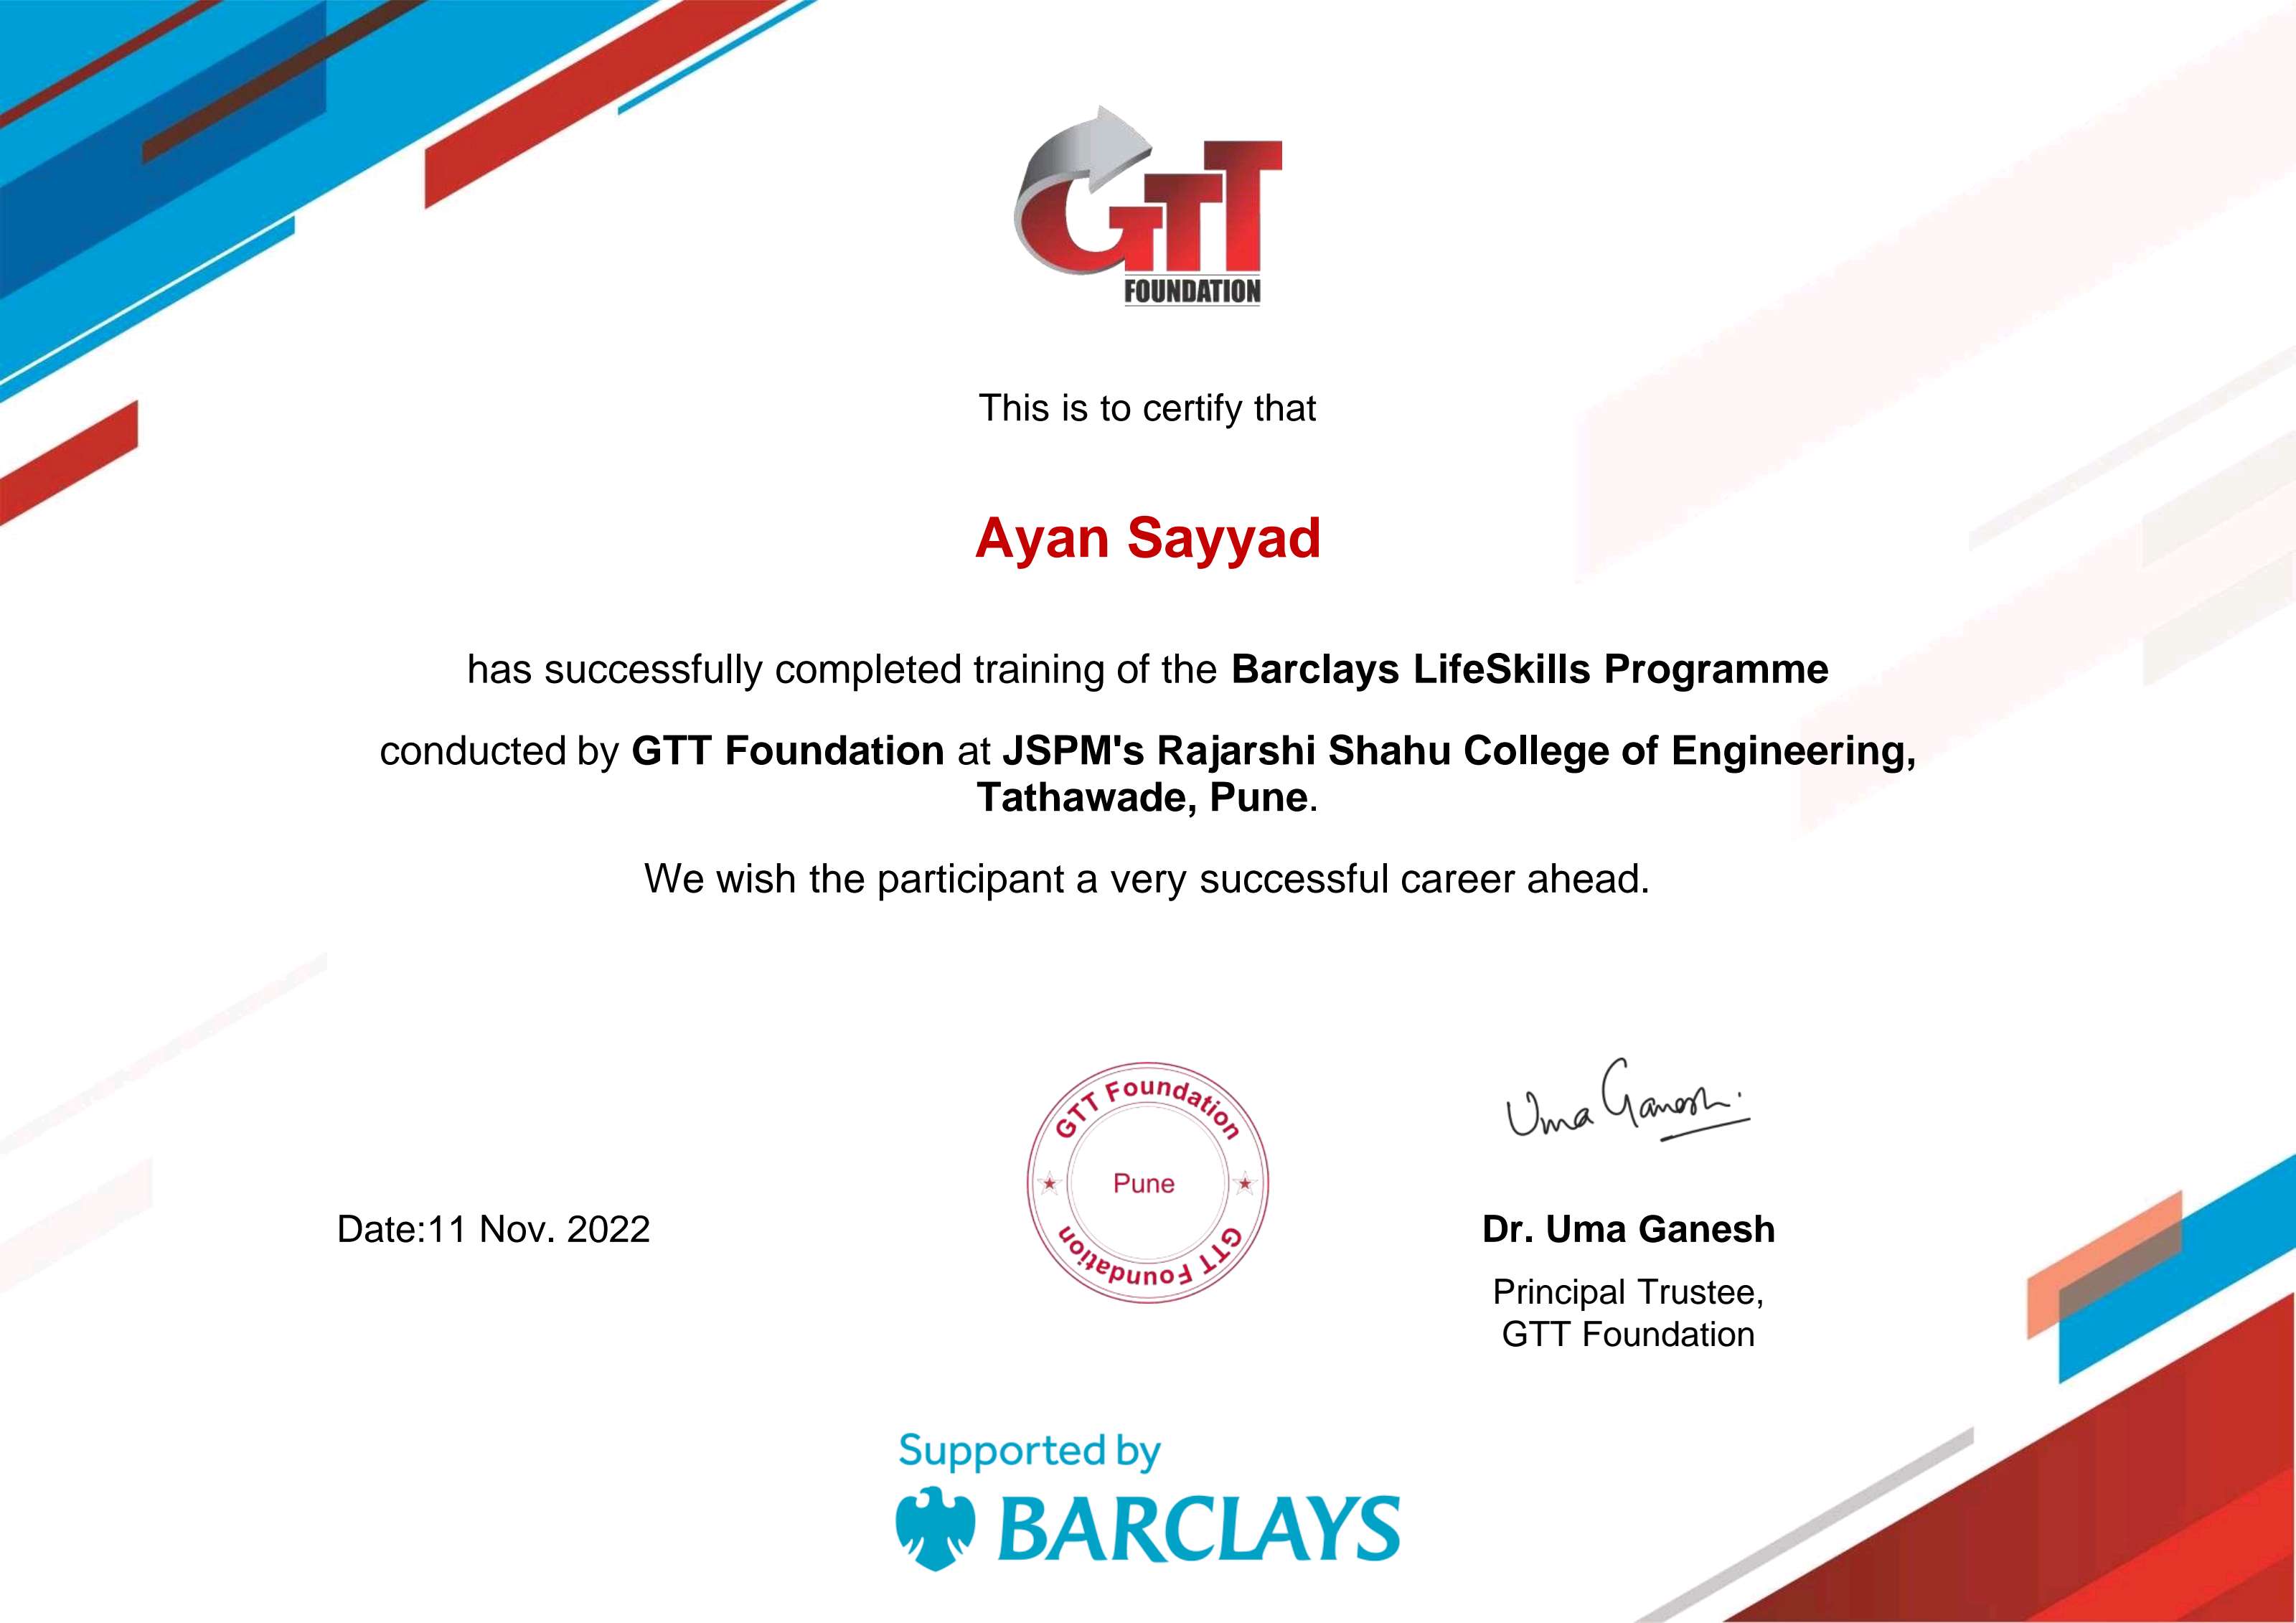 GTT
FOUNDATION
This is to certify that
Ayan Sayyad
has successfully completed training of the Barclays LifeSkills Programme
conducted by GTT Foundation at JSPM's Rajarshi Shahu College of Engineering,
Tathawade, Pune.
We wish the participant a very successful career ahead.
GTT Foundation
Pune
GTT Foundation
Uma Ganesh.
Date:11 Nov. 2022
Dr. Uma Ganesh
Principal Trustee,
GTT Foundation
Supported by
BARCLAYS